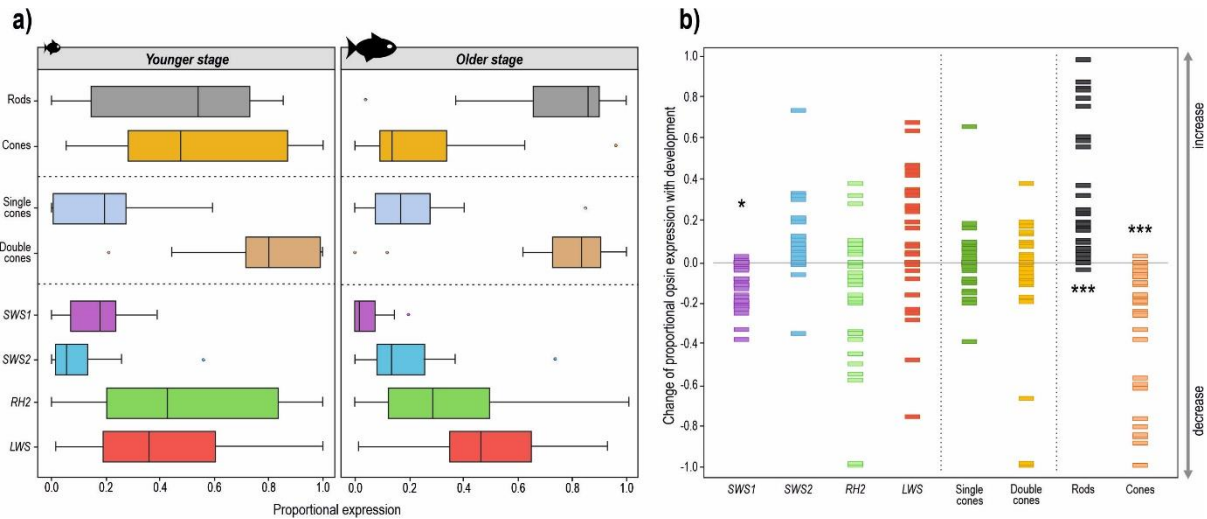 a)
Younger stage
Older stage
Rods
Cones
Single
cones
Double
cones
SWS1
SWS2
RH2
LWS
0.0 0.2 0.4 0.6 0.8 1.0
0.0 0.2 0.4 0.6 0.8 1.0
Proportional expression
b)
Change of proportional opsin expression with development
1.0
0.8
0.6
0.4
0.2
0.0
-0.2
-0.4
-0.6
-0.8
-1.0
*
***
***
SWS1 SWS2 RH2 LWS Single cones Double cones Rods Cones
increase
decrease